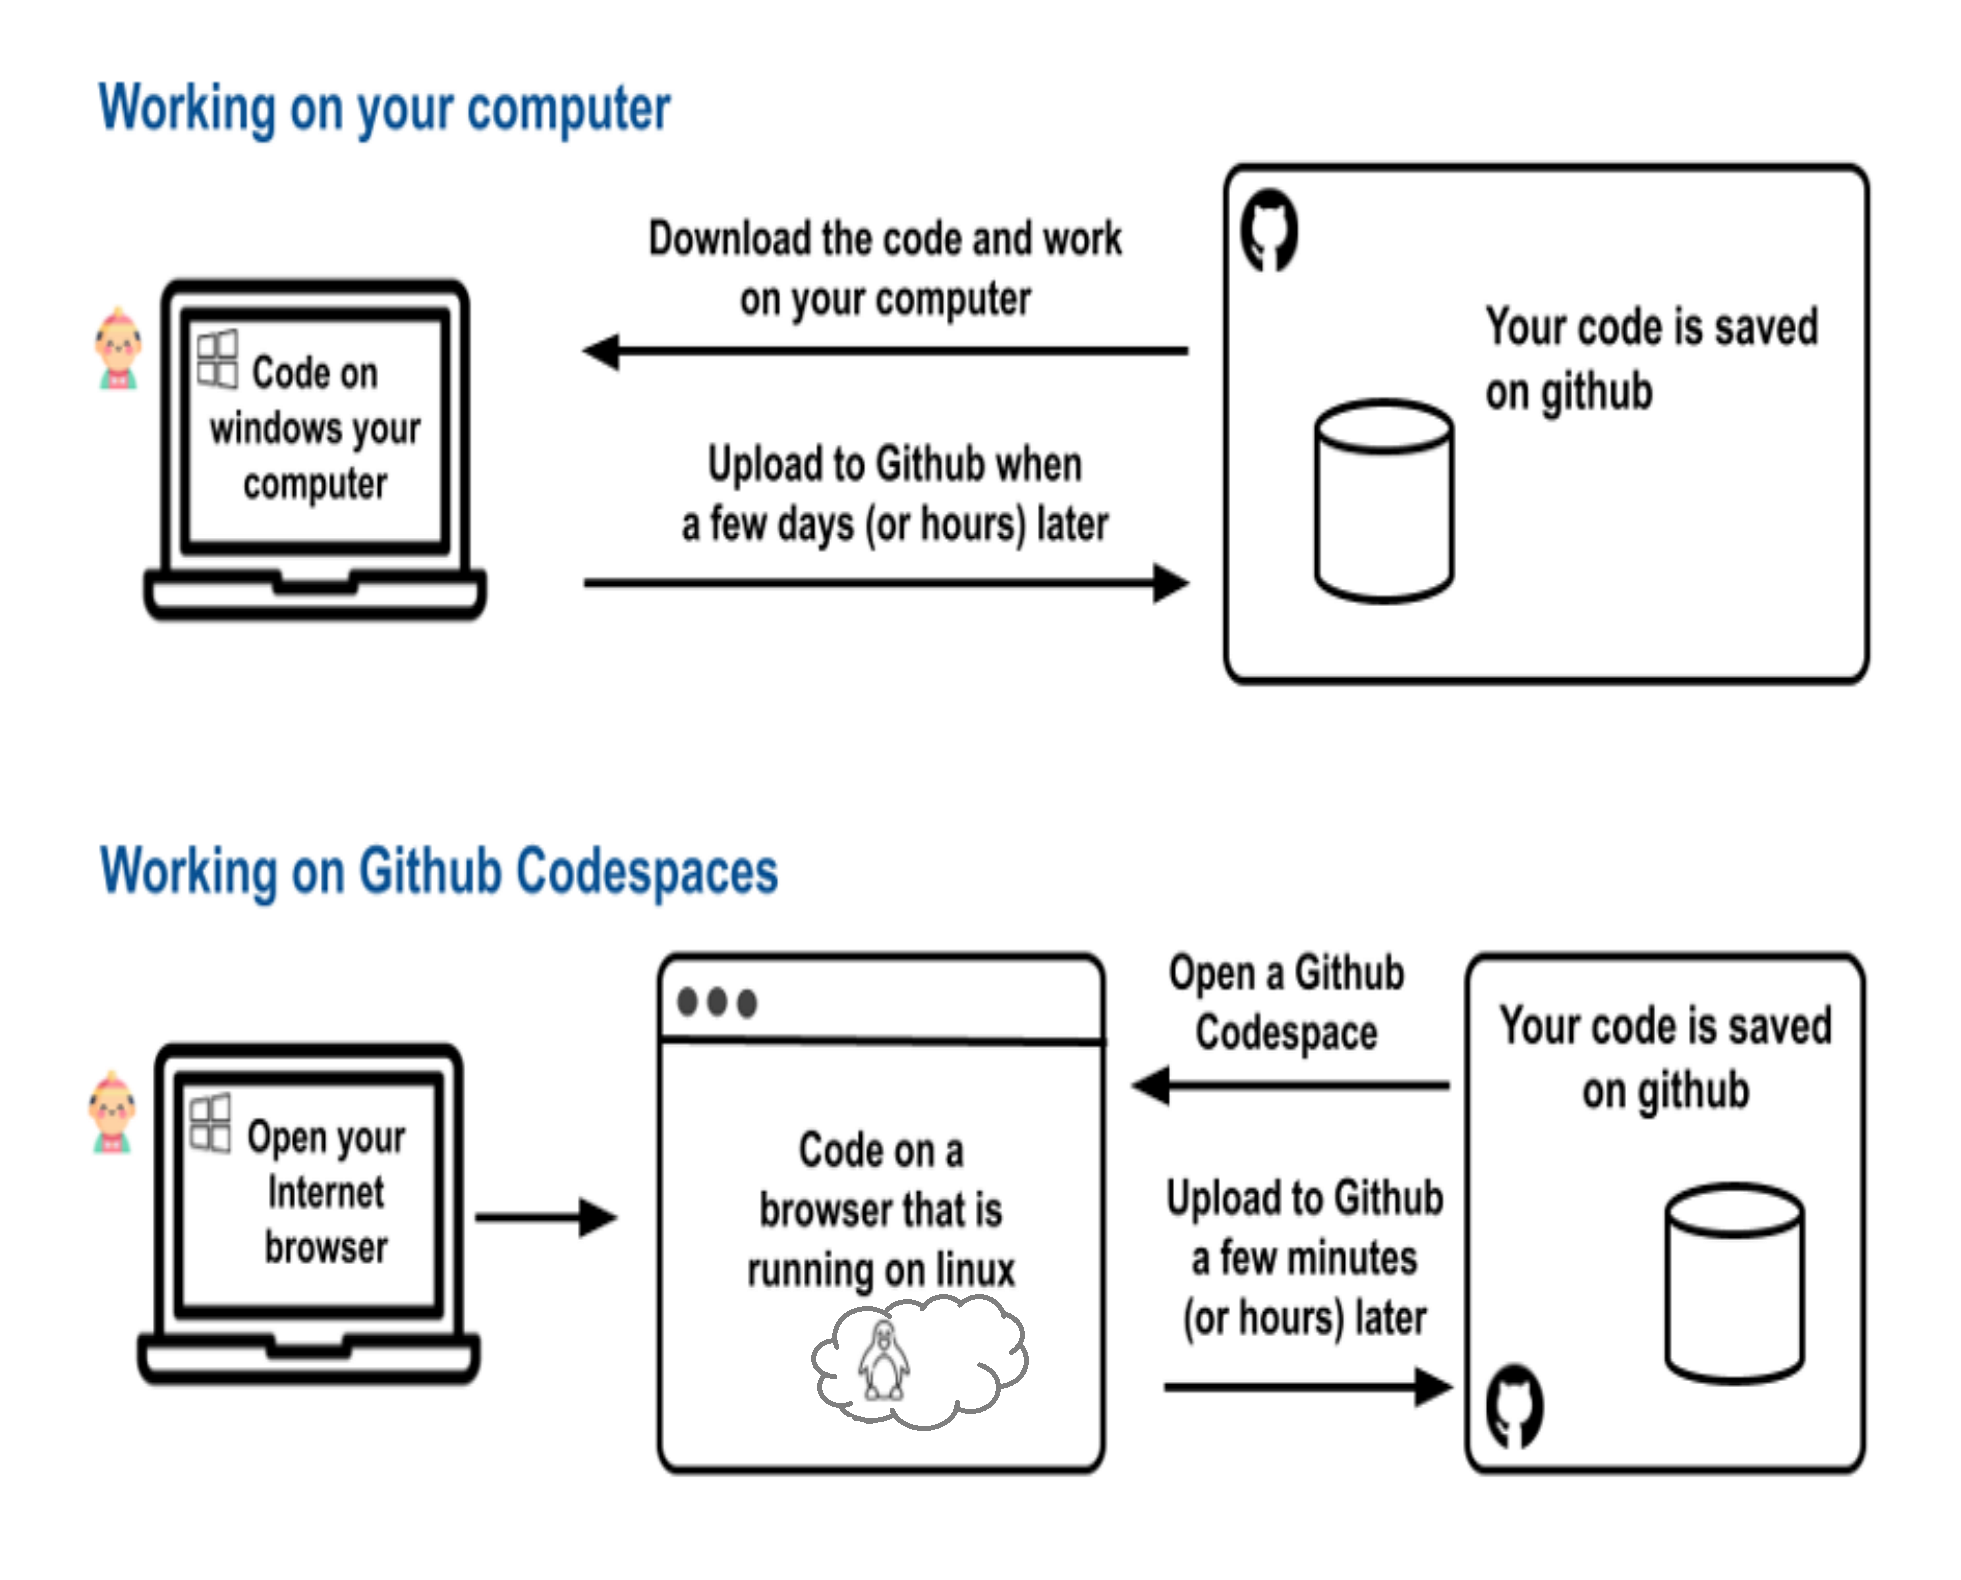 Working on your computer
Download the code and work
on your computer
Code on
windows your
computer
Upload to Github when
a few days (or hours) later
Your code is saved
on github
Working on Github Codespaces
Open your
Internet
browser
Code on a
browser that is
running on linux
Open a Github
Codespace
Upload to Github
a few minutes
(or hours) later
Your code is saved
on github